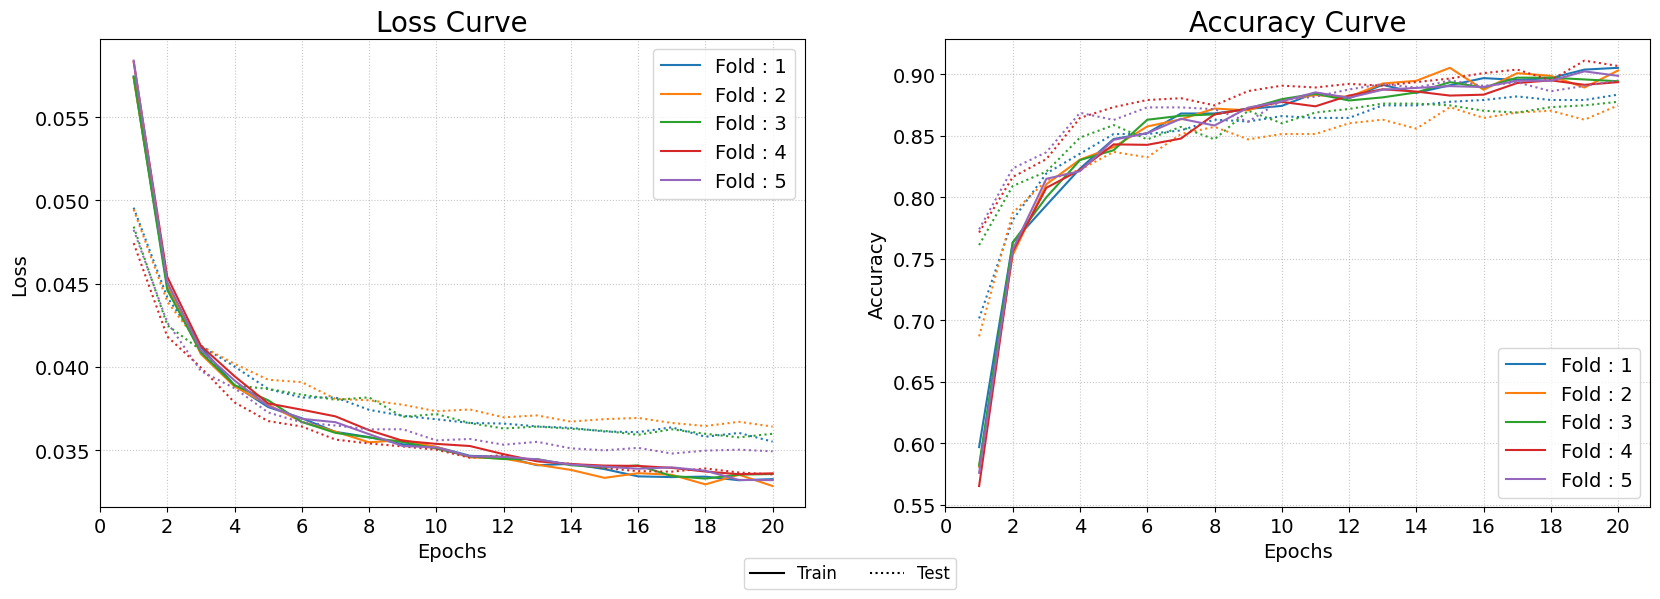 Loss Curve
Loss
0.055
0.050
0.045
0.040
0.035
0 2 4 6 8 10 12 14 16 18 20
Epochs
Fold : 1
Fold : 2
Fold : 3
Fold : 4
Fold : 5
Accuracy Curve
Accuracy
0.90
0.85
0.80
0.75
0.70
0.65
0.60
0.55
0 2 4 6 8 10 12 14 16 18 20
Epochs
Fold : 1
Fold : 2
Fold : 3
Fold : 4
Fold : 5
Train Test